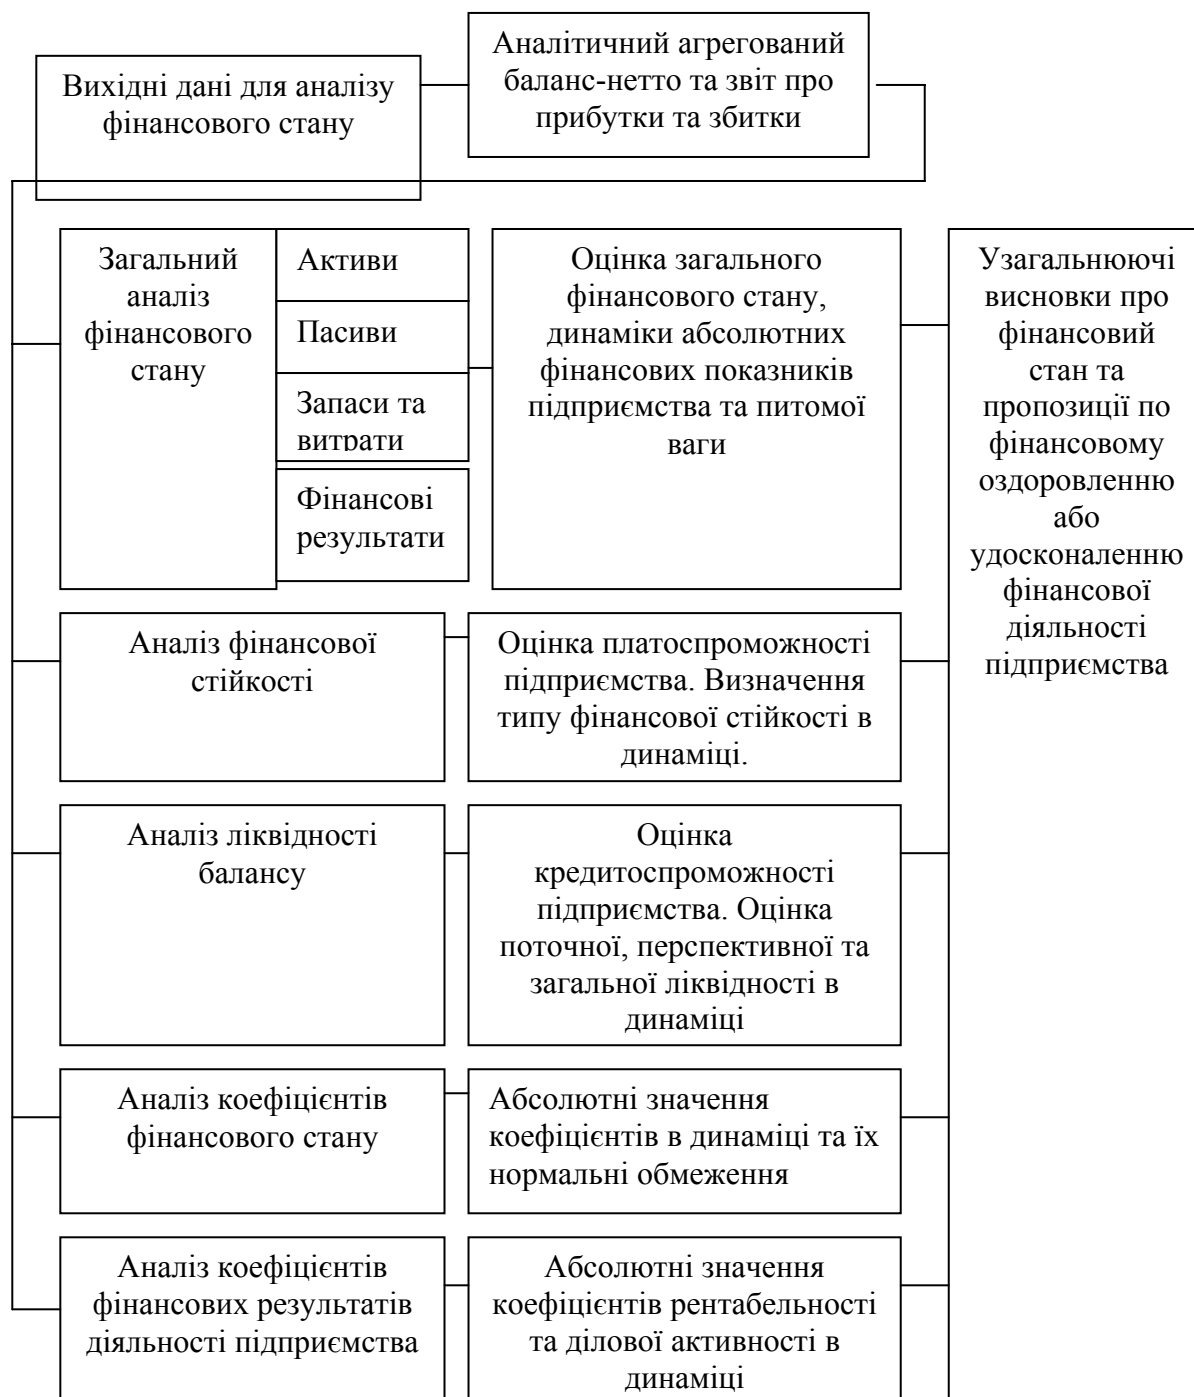 Вихідні дані для аналізу
фінансового стану
Аналітичний агрегований
баланс-нетто та звіт про
прибутки та збитки
Загальний
аналіз
фінансового
стану
Активи
Пасиви
Запаси та
витрати
Фінансові
результати
Оцінка загального
фінансового стану,
динаміки абсолютних
фінансових показників
підприємства та питомої
ваги
Узагальнюючі
висновки про
фінансовий
стан та
пропозиції по
фінансовому
оздоровленню
або
удосконаленню
фінансової
діяльності
підприємства
Аналіз фінансової
стійкості
Оцінка платоспроможності
підприємства. Визначення
типу фінансової стійкості в
динаміці.
Аналіз ліквідності
балансу
Оцінка
кредитоспроможності
підприємства. Оцінка
поточної, перспективної та
загальної ліквідності в
динаміці
Аналіз коефіцієнтів
фінансового стану
Абсолютні значення
коефіцієнтів в динаміці та їх
нормальні обмеження
Аналіз коефіцієнтів
фінансових результатів
діяльності підприємства
Абсолютні значення
коефіцієнтів рентабельності
та ділової активності в
динаміці